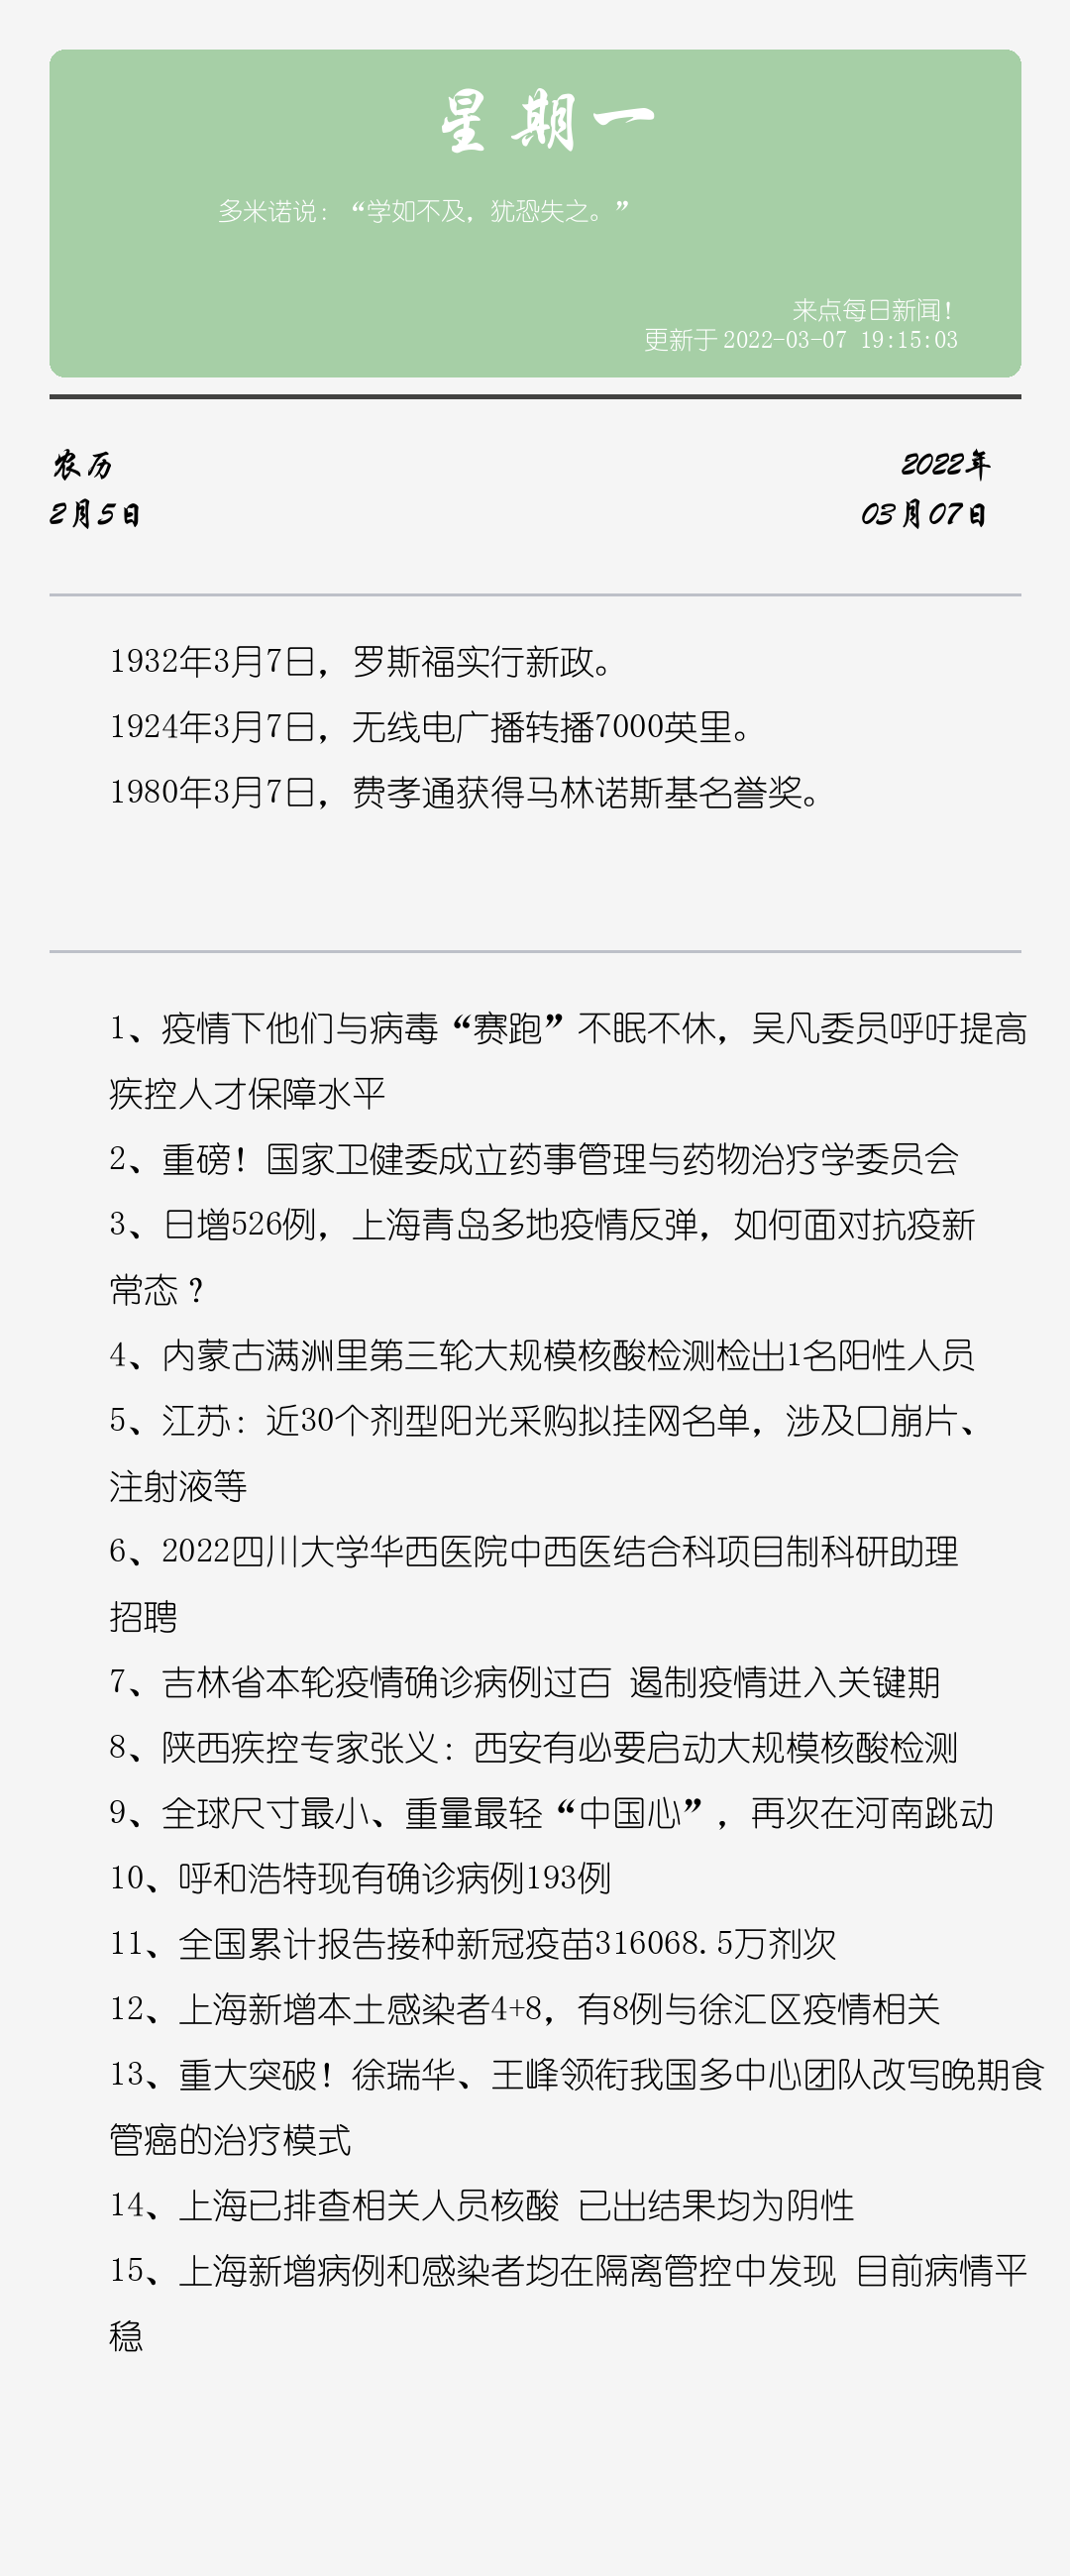 星期一
多米诺说：“学如不及，犹恐失之。”
来点每日新闻！
更新于 2022-03-07 19:15:03
农历
2月5日
2022年
03月07日
1932年3月7日，罗斯福实行新政。
1924年3月7日，无线电广播转播7000英里。
1980年3月7日，费孝通获得马林诺斯基名誉奖。
1、疫情下他们与病毒“赛跑”不眠不休，吴凡委员呼吁提高
疾控人才保障水平
2、重磅！国家卫健委成立药事管理与药物治疗学委员会
3、日增526例，上海青岛多地疫情反弹，如何面对抗疫新
常态？
4、内蒙古满洲里第三轮大规模核酸检测检出1名阳性人员
5、江苏：近30个剂型阳光采购拟挂网名单，涉及口崩片、
注射液等
6、2022四川大学华西医院中西医结合科项目制科研助理
招聘
7、吉林省本轮疫情确诊病例过百 遏制疫情进入关键期
8、陕西疾控专家张义：西安有必要启动大规模核酸检测
9、全球尺寸最小、重量最轻“中国心”，再次在河南跳动
10、呼和浩特现有确诊病例193例
11、全国累计报告接种新冠疫苗316068.5万剂次
12、上海新增本土感染者4+8，有8例与徐汇区疫情相关
13、重大突破！徐瑞华、王峰领衔我国多中心团队改写晚期食
管癌的治疗模式
14、上海已排查相关人员核酸 已出结果均为阴性
15、上海新增病例和感染者均在隔离管控中发现 目前病情平
稳